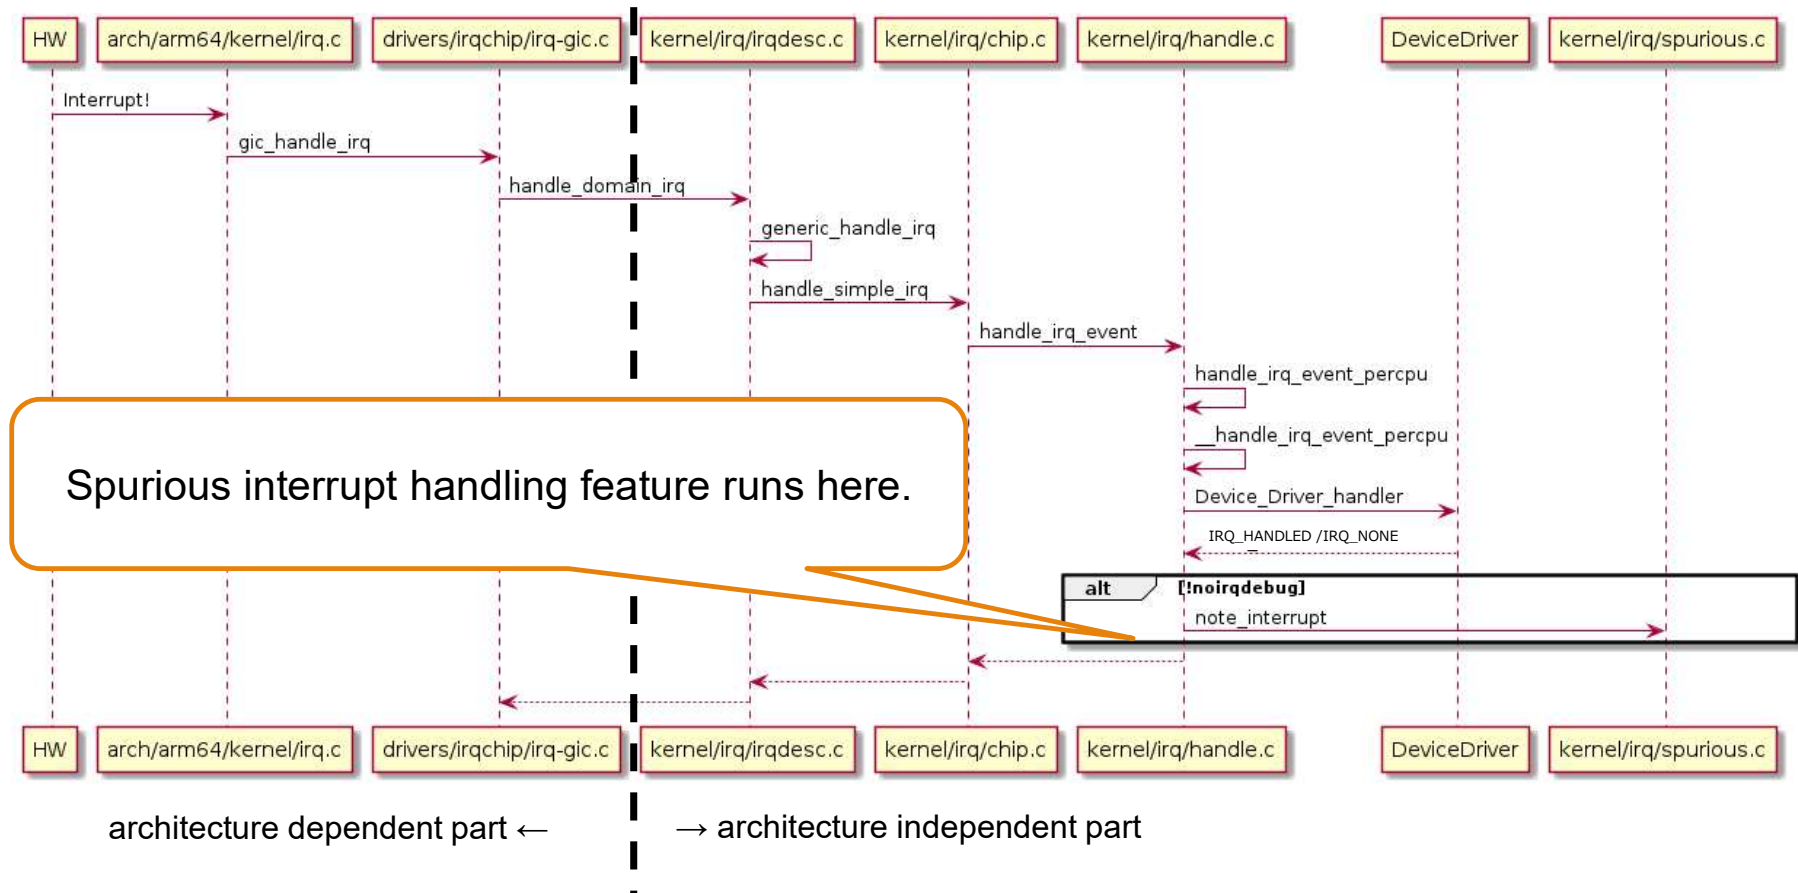 HW
arch/arm64/kernel/irq.c
drivers/irqchip/irq-gic.c
kernel/irq/irqdesc.c
kernel/irq/chip.c
kernel/irq/handle.c
DeviceDriver
kernel/irq/spurious.c
Interrupt!
gic_handle_irq
handle_domain_irq
generic_handle_irq
handle_simple_irq
handle_irq_event
handle_irq_event_percpu
__handle_irq_event_percpu
Spurious interrupt handling feature runs here.
Device_Driver_handler
IRQ_HANDLED /IRQ_NONE
alt
[!noirqdebug]
note_interrupt
HW
arch/arm64/kernel/irq.c
drivers/irqchip/irq-gic.c
kernel/irq/irqdesc.c
kernel/irq/chip.c
kernel/irq/handle.c
DeviceDriver
kernel/irq/spurious.c
architecture dependent part ←
→ architecture independent part